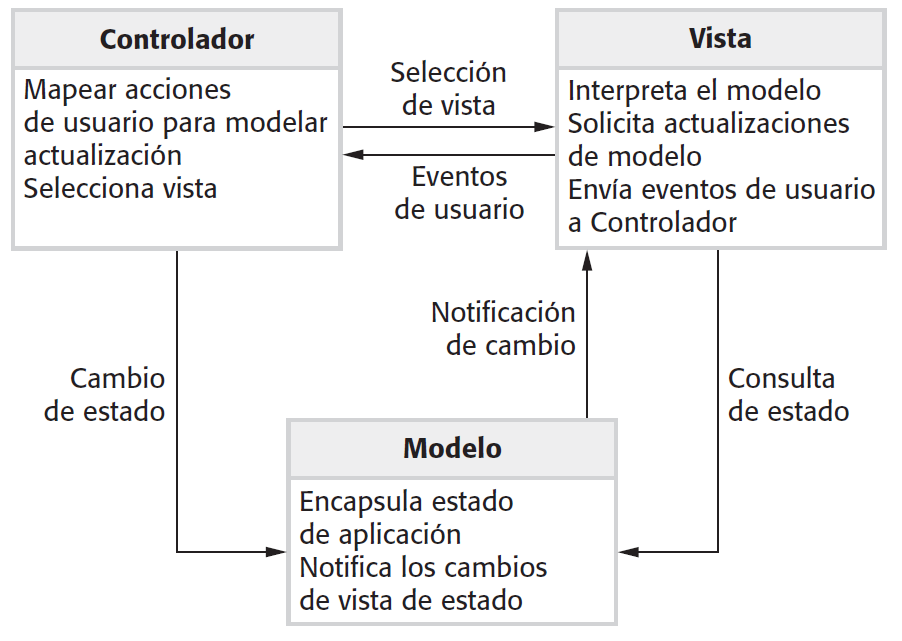 Controlador
Mapear acciones
de usuario para modelar
actualización
Selecciona vista
Selección
de vista
Eventos
de usuario
Vista
Interpreta el modelo
Solicita actualizaciones
de modelo
Envía eventos de usuario
a Controlador
Cambio
de estado
Notificación
de cambio
Consulta
de estado
Modelo
Encapsula estado
de aplicación
Notifica los cambios
de vista de estado